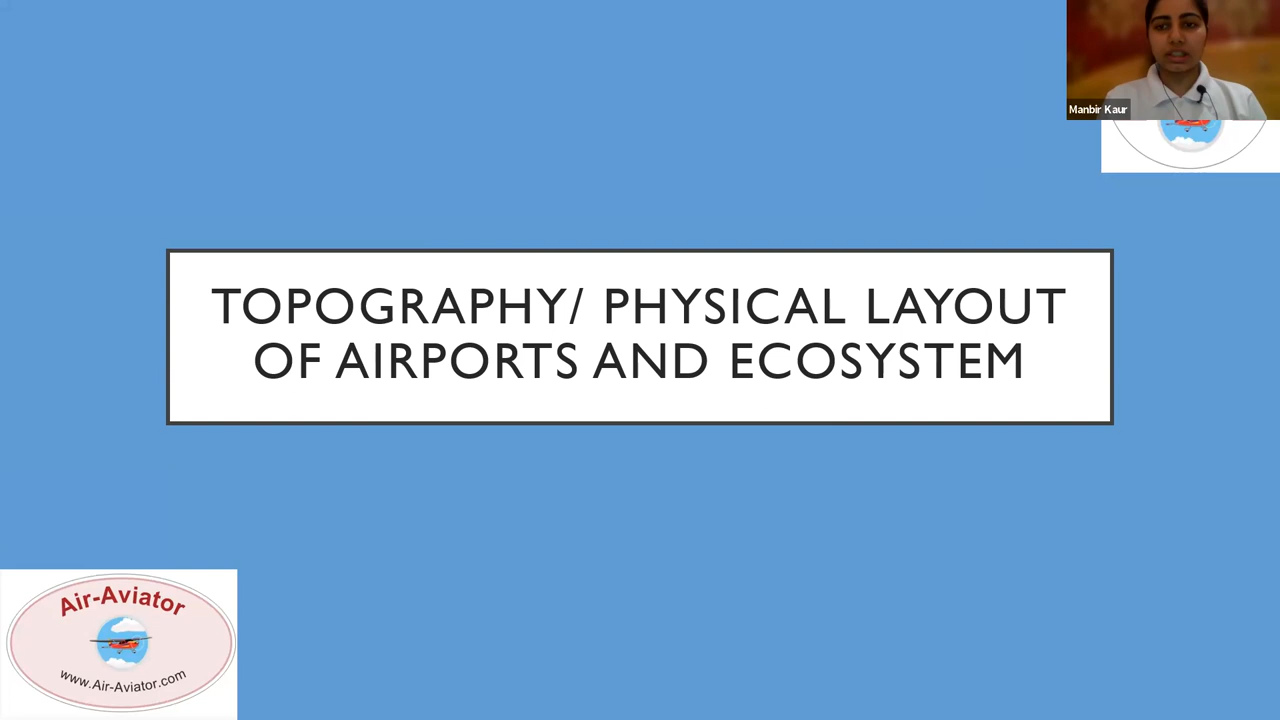 Manbir Kaur
TOPOGRAPHY/ PHYSICAL LAYOUT
OF AIRPORTS AND ECOSYSTEM
Air-Aviator
www.Air-Aviator.com